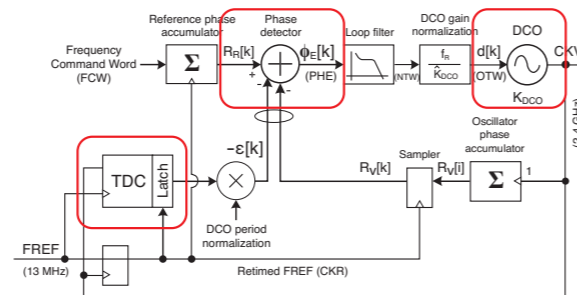 Reference phase
accumulator
Phase
detector
Loop filter
DCO gain
normalization
DCO
Frequency
Command Word
(FCW)
Σ
R_R[k]
+
-
-
ϕ_E[k]
(PHE)
(NTW)
f_R
K̂_DCO
d[k]
(OTW)
CKV
K_DCO
Oscillator
phase
accumulator
TDC
Latch
-ε[k]
DCO period
normalization
Sampler
R_V[k]
R_V[i]
Σ
1
FREF
(13 MHz)
Retimed FREF (CKR)